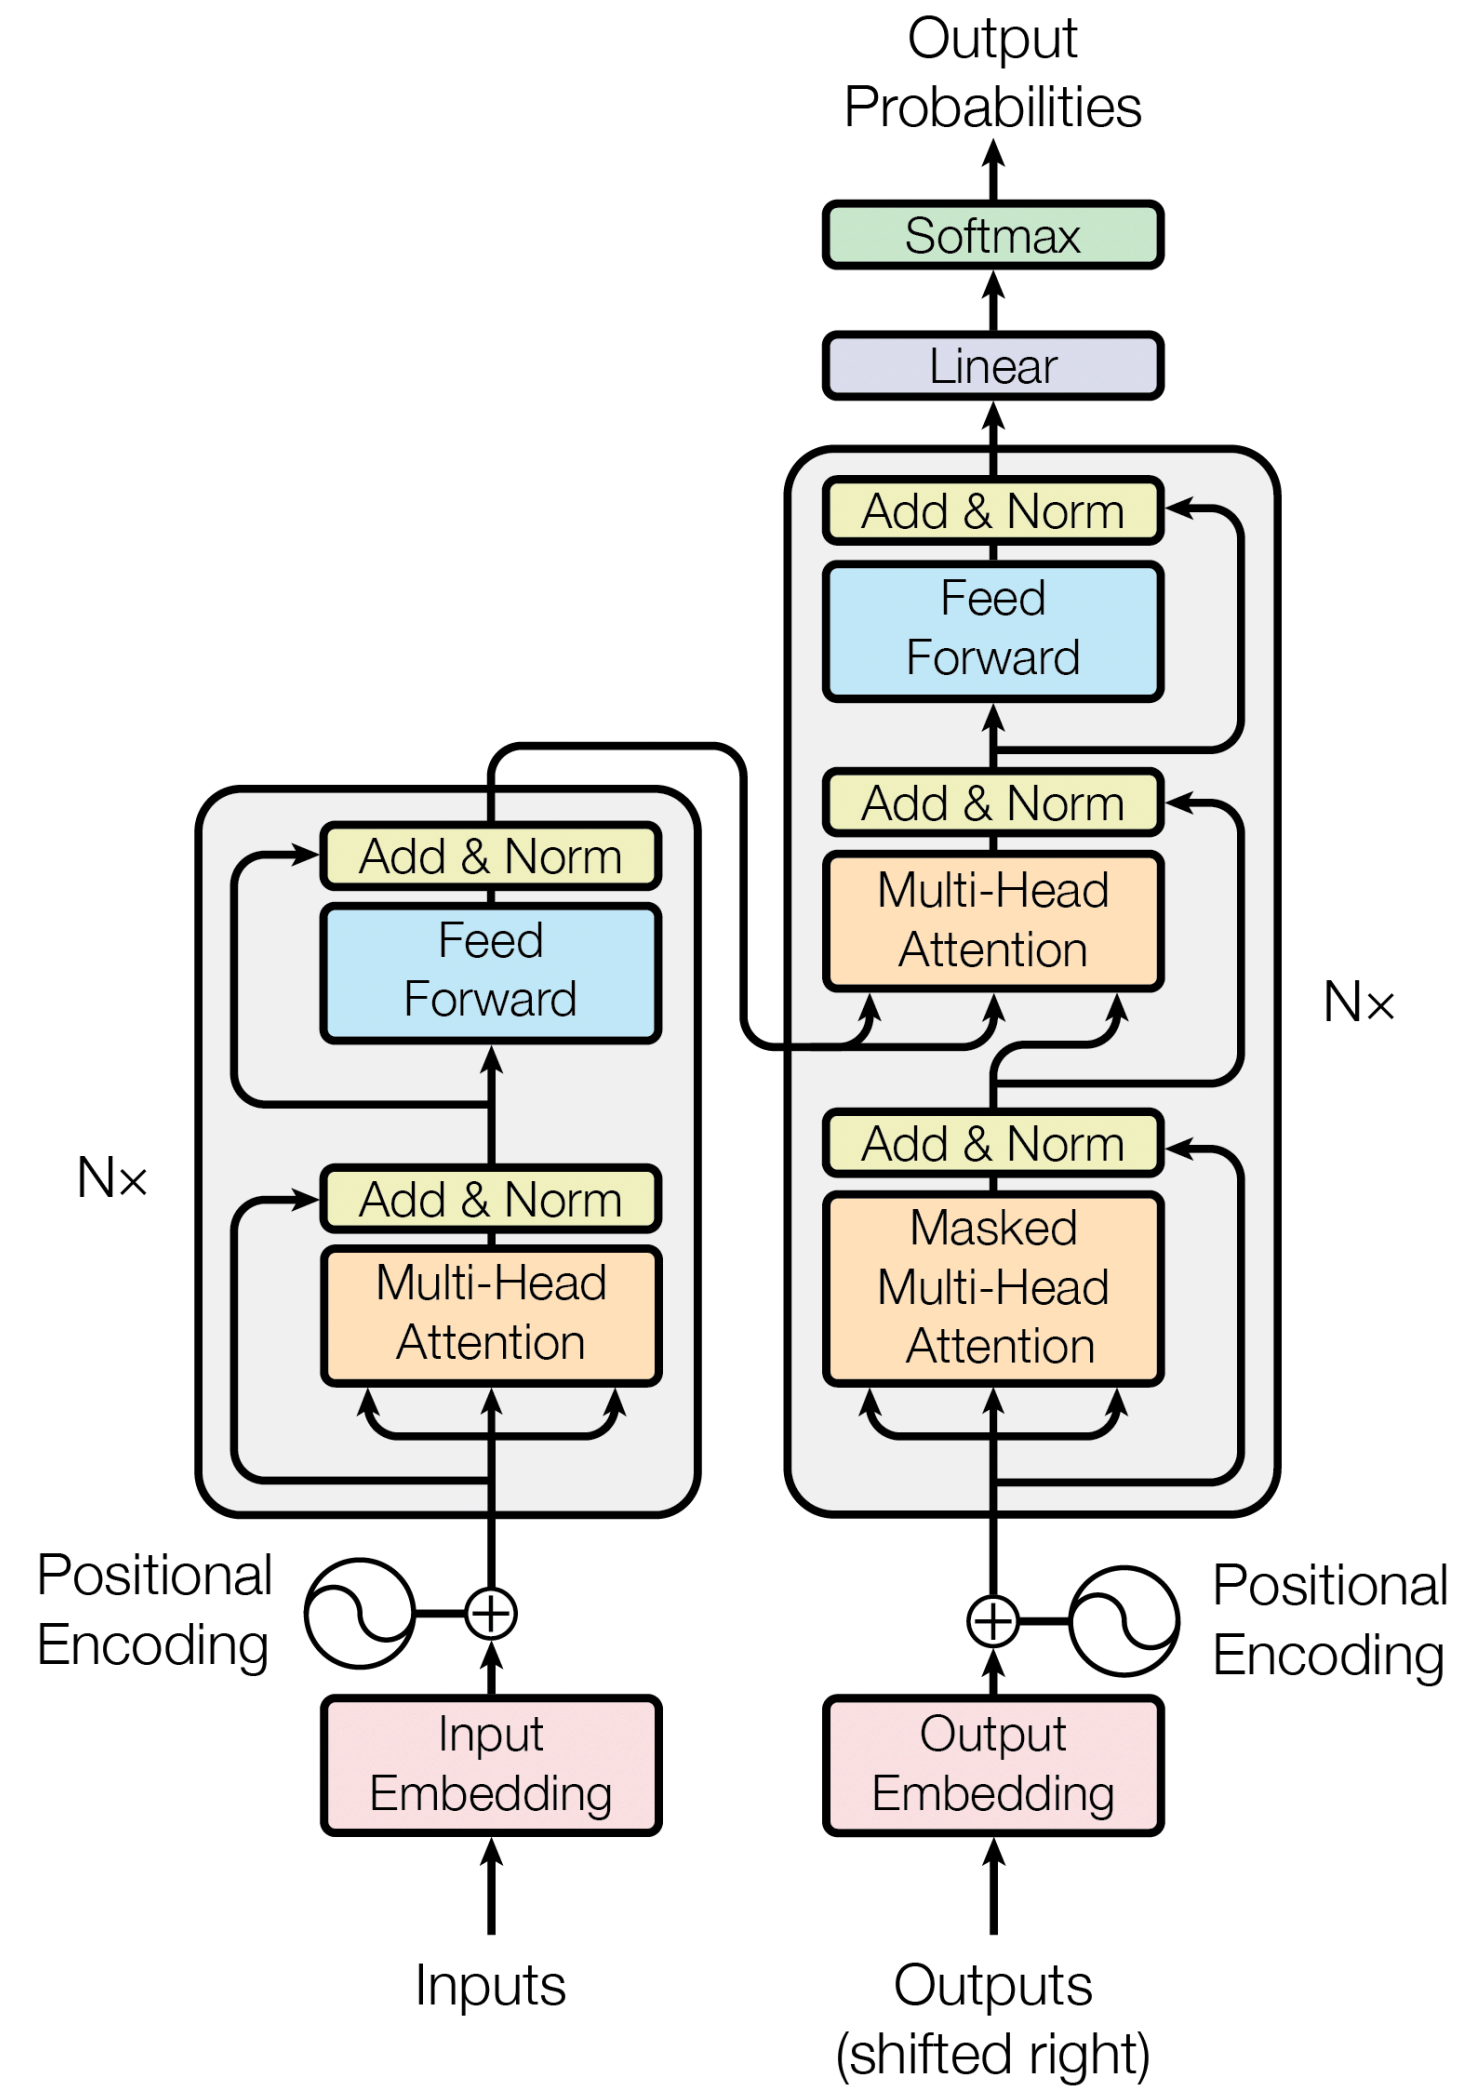 Output
Probabilities
Softmax
Linear
Add & Norm
Feed
Forward
Add & Norm
Multi-Head
Attention
Nx
Add & Norm
Masked
Multi-Head
Attention
Add & Norm
Feed
Forward
Nx
Add & Norm
Multi-Head
Attention
Positional
Encoding
Positional
Encoding
Input
Embedding
Output
Embedding
Inputs
Outputs
(shifted right)